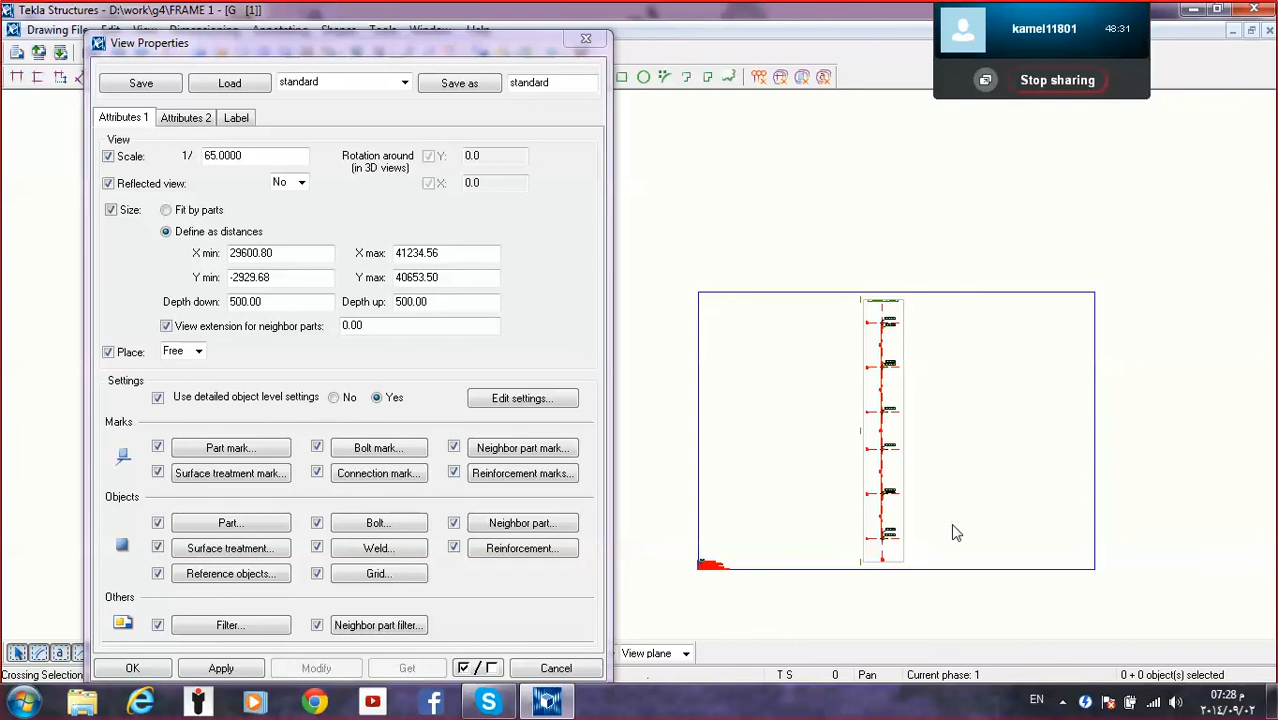 Tekla Structures - D:\work\g4\FRAME 1 - [G   [1]]
Drawing File
kamel11801
48:31
Stop sharing
View Properties
Save
Load
standard
Save as
standard
Attributes 1
Attributes 2
Label
View
Scale:
1/
65.0000
Rotation around
(in 3D views)
Y:
0.0
Reflected view:
No
X:
0.0
Size:
Fit by parts
Define as distances
X min:
29600.80
X max:
41234.56
Y min:
-2929.68
Y max:
40653.50
Depth down:
500.00
Depth up:
500.00
View extension for neighbor parts:
0.00
Place:
Free
Settings
Use detailed object level settings
No
Yes
Edit settings...
Marks
Part mark...
Bolt mark...
Neighbor part mark...
Surface treatment mark...
Connection mark...
Reinforcement marks...
Objects
Part...
Bolt...
Neighbor part...
Surface treatment...
Weld...
Reinforcement...
Reference objects...
Grid...
Others
Filter...
Neighbor part filter...
OK
Apply
Modify
Get
/
Cancel
View plane
Crossing Selec
T S
0
Pan
Current phase: 1
0 + 0 object(s) selected
EN
07:28 م
٢٠١٤/٠٩/٠٢